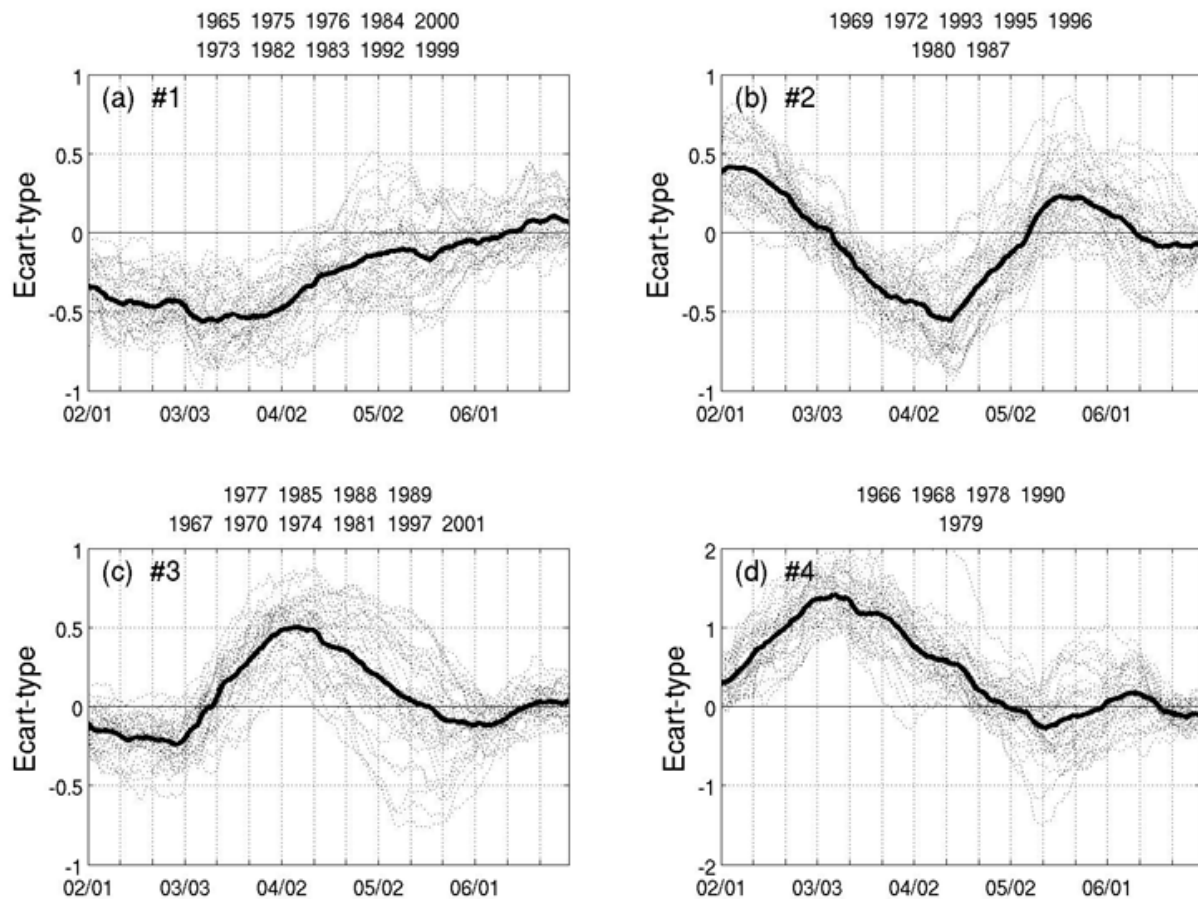 1965 1975 1976 1984 2000
1973 1982 1983 1992 1999
(a) #1
Ecart-type
1
0.5
0
-0.5
-1
02/01 03/03 04/02 05/02 06/01
1969 1972 1993 1995 1996
1980 1987
(b) #2
Ecart-type
1
0.5
0
-0.5
-1
02/01 03/03 04/02 05/02 06/01
1977 1985 1988 1989
1967 1970 1974 1981 1997 2001
(c) #3
Ecart-type
1
0.5
0
-0.5
-1
02/01 03/03 04/02 05/02 06/01
1966 1968 1978 1990
1979
(d) #4
Ecart-type
2
1
0
-1
-2
02/01 03/03 04/02 05/02 06/01